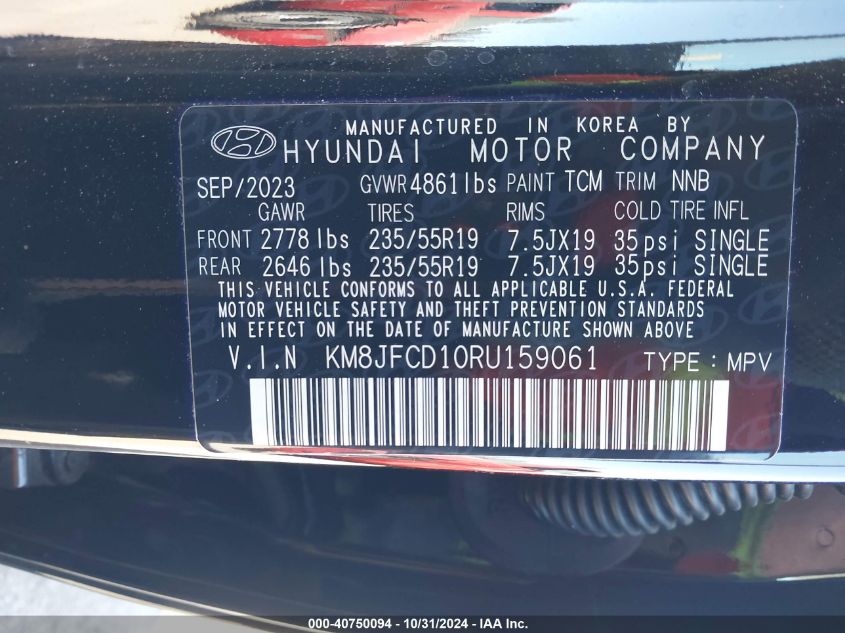 MANUFACTURED IN KOREA BY
HYUNDAI MOTOR COMPANY
SEP/2023 GVWR 4861lbs PAINT TCM TRIM NNB
GAWR TIRES RIMS COLD TIRE INFL
FRONT 2778 lbs 235/55R19 7.5JX19 35psi SINGLE
REAR 2646 lbs 235/55R19 7.5JX19 35psi SINGLE
THIS VEHICLE CONFORMS TO ALL APPLICABLE U.S.A. FEDERAL
MOTOR VEHICLE SAFETY AND THEFT PREVENTION STANDARDS
IN EFFECT ON THE DATE OF MANUFACTURE SHOWN ABOVE
V.I.N KM8JFCD10RU159061 TYPE : MPV
000-40750094 - 10/31/2024 - IAA Inc.